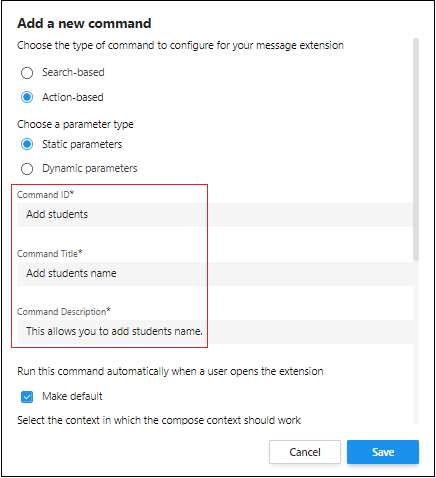 Add a new command
Choose the type of command to configure for your message extension
Search-based
Action-based
Choose a parameter type
Static parameters
Dynamic parameters
Command ID*
Add students
Command Title*
Add students name
Command Description*
This allows you to add students name.
Run this command automatically when a user opens the extension
Make default
Select the context in which the compose context should work
Cancel
Save